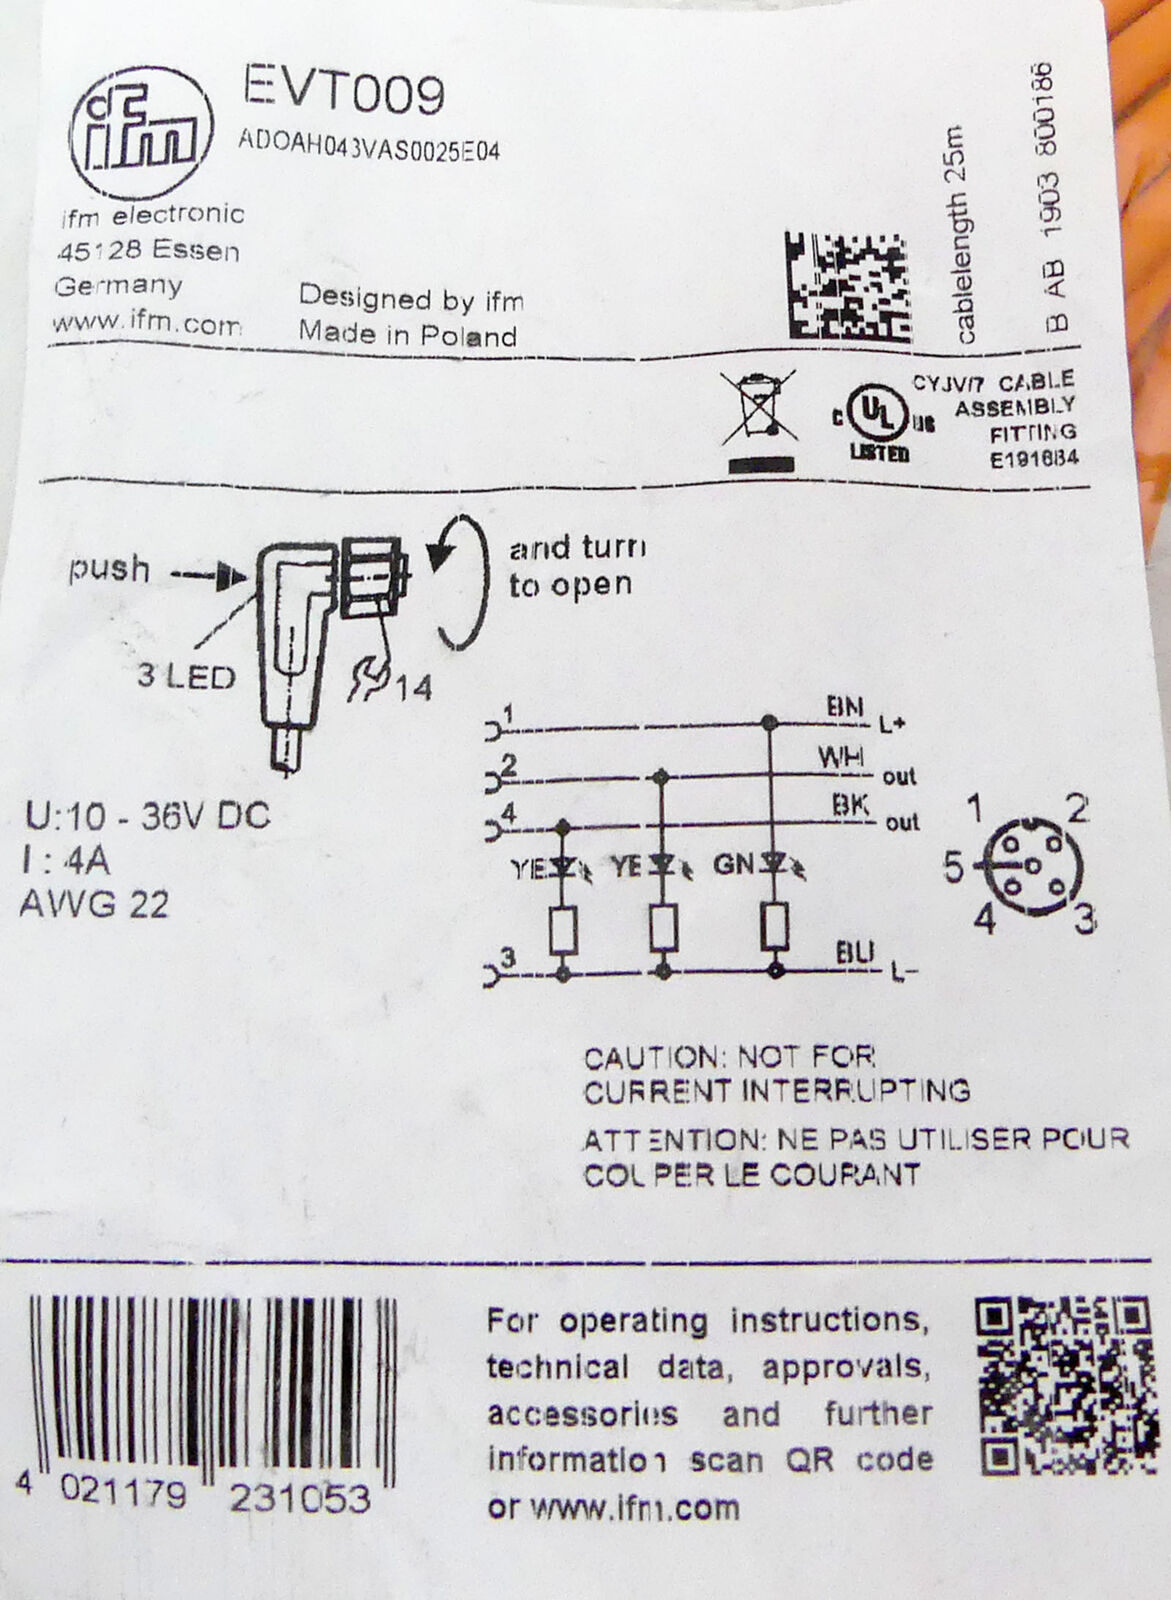 ifm
EVT009
ADOAH043VAS0025E04
ifm electronic
45128 Essen
Germany
www.ifm.com
Designed by ifm
Made in Poland
cablelength 25m
B AB 1903 800186
C UL US
LISTED
CYJV/7 CABLE
ASSEMBLY
FITTING
E191884
push
and turn
to open
3 LED
14
U:10 - 36V DC
I : 4A
AWG 22
1 BN L+
2 WH out
4 BK out
YE YE GN
3 BU L-
1 2
5
4 3
CAUTION: NOT FOR
CURRENT INTERRUPTING
ATTENTION: NE PAS UTILISER POUR
COUPER LE COURANT
4 021179 231053
For operating instructions,
technical data, approvals,
accessories and further
information scan QR code
or www.ifm.com